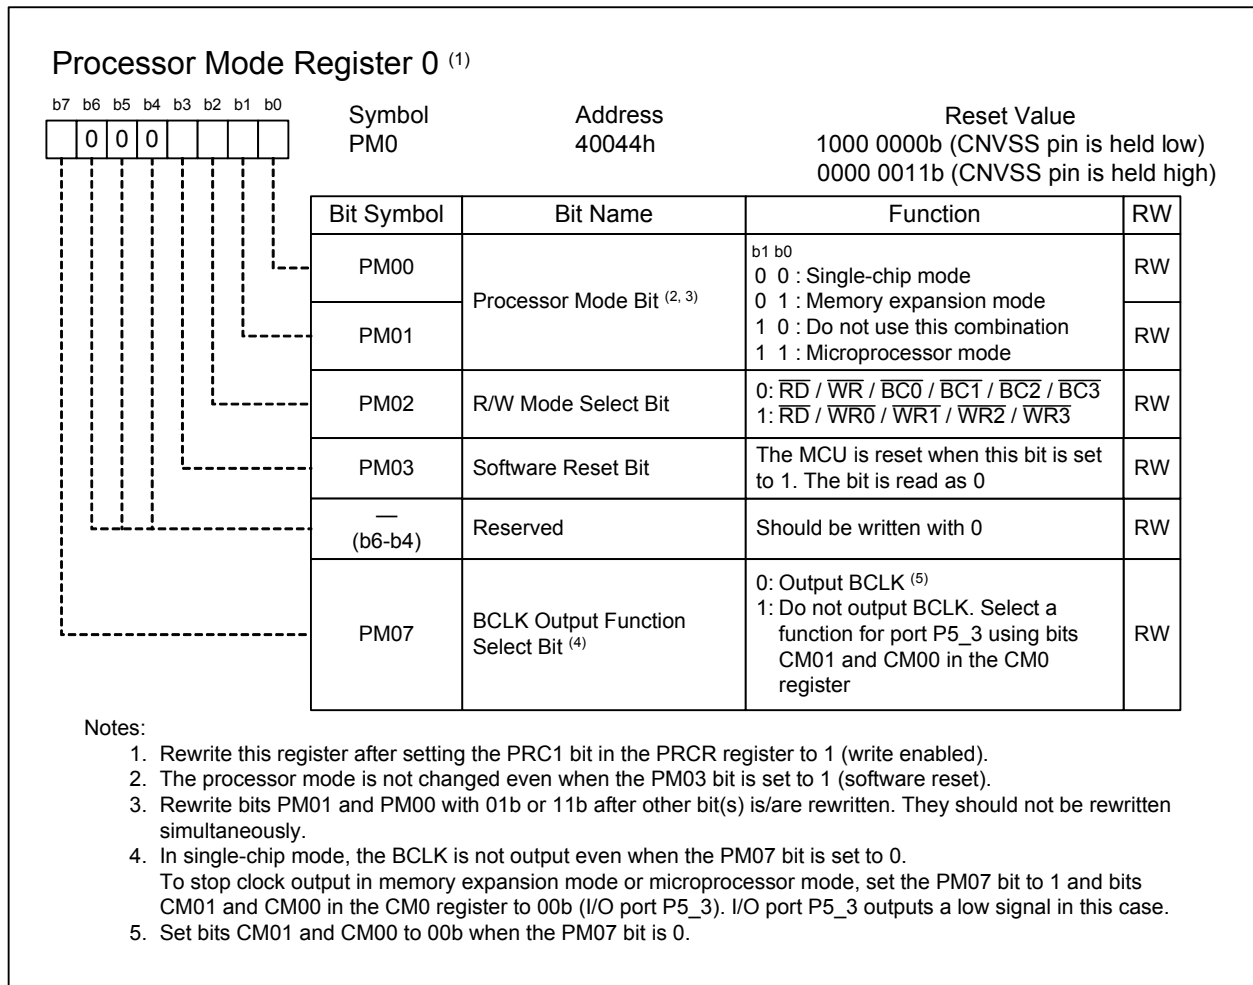 Processor Mode Register 0 (1)
b7 b6 b5 b4 b3 b2 b1 b0
0 0 0
Symbol Address Reset Value
PM0 40044h 1000 0000b (CNVSS pin is held low)
0000 0011b (CNVSS pin is held high)
Bit Symbol Bit Name Function RW
PM00 RW
PM01 RW
Processor Mode Bit (2, 3)
b1 b0
0 0 : Single-chip mode
0 1 : Memory expansion mode
1 0 : Do not use this combination
1 1 : Microprocessor mode
PM02 R/W Mode Select Bit RW
0: R̅D̅ / W̅R̅ / B̅C̅0̅ / B̅C̅1̅ / B̅C̅2̅ / B̅C̅3̅
1: R̅D̅ / W̅R̅0̅ / W̅R̅1̅ / W̅R̅2̅ / W̅R̅3̅
PM03 Software Reset Bit RW
The MCU is reset when this bit is set
to 1. The bit is read as 0
—
(b6-b4) Reserved Should be written with 0 RW
PM07 RW
BCLK Output Function
Select Bit (4)
0: Output BCLK (5)
1: Do not output BCLK. Select a
function for port P5_3 using bits
CM01 and CM00 in the CM0
register
Notes:
1. Rewrite this register after setting the PRC1 bit in the PRCR register to 1 (write enabled).
2. The processor mode is not changed even when the PM03 bit is set to 1 (software reset).
3. Rewrite bits PM01 and PM00 with 01b or 11b after other bit(s) is/are rewritten. They should not be rewritten
simultaneously.
4. In single-chip mode, the BCLK is not output even when the PM07 bit is set to 0.
To stop clock output in memory expansion mode or microprocessor mode, set the PM07 bit to 1 and bits
CM01 and CM00 in the CM0 register to 00b (I/O port P5_3). I/O port P5_3 outputs a low signal in this case.
5. Set bits CM01 and CM00 to 00b when the PM07 bit is 0.